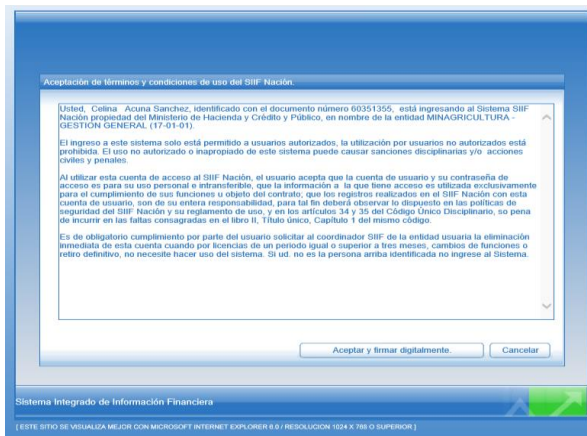 Aceptación de términos y condiciones de uso del SIIF Nación.
Usted, Celina Acuna Sanchez, identificado con el documento número 60351355, está ingresando al Sistema SIIF
Nación propiedad del Ministerio de Hacienda y Crédito y Público, en nombre de la entidad MINAGRICULTURA -
GESTION GENERAL (17-01-01).
El ingreso a este sistema solo está permitido a usuarios autorizados, la utilización por usuarios no autorizados está
prohibida. El uso no autorizado o inapropiado de este sistema puede causar sanciones disciplinarias y/o acciones
civiles y penales.
Al utilizar esta cuenta de acceso al SIIF Nación, el usuario acepta que la cuenta de usuario y su contraseña de
acceso es para su uso personal e intransferible, que la información a la que tiene acceso es utilizada exclusivamente
para el cumplimiento de sus funciones u objeto del contrato; que los registros realizados en el SIIF Nación con esta
cuenta de usuario, son de su entera responsabilidad, para tal fin deberá observar lo dispuesto en las políticas de
seguridad del SIIF Nación y su reglamento de uso, y en los artículos 34 y 35 del Código Único Disciplinario, so pena
de incurrir en las faltas consagradas en el libro II, Título único, Capítulo 1 del mismo código.
Es de obligatorio cumplimiento por parte del usuario solicitar al coordinador SIIF de la entidad usuaria la eliminación
inmediata de esta cuenta cuando por licencias de un periodo igual o superior a tres meses, cambios de funciones o
retiro definitivo, no necesite hacer uso del sistema. Si ud. no es la persona arriba identificada no ingrese al Sistema.
Aceptar y firmar digitalmente.
Cancelar
Sistema Integrado de Información Financiera
[ ESTE SITIO SE VISUALIZA MEJOR CON MICROSOFT INTERNET EXPLORER 6.0 / RESOLUCION 1024 X 768 O SUPERIOR ]